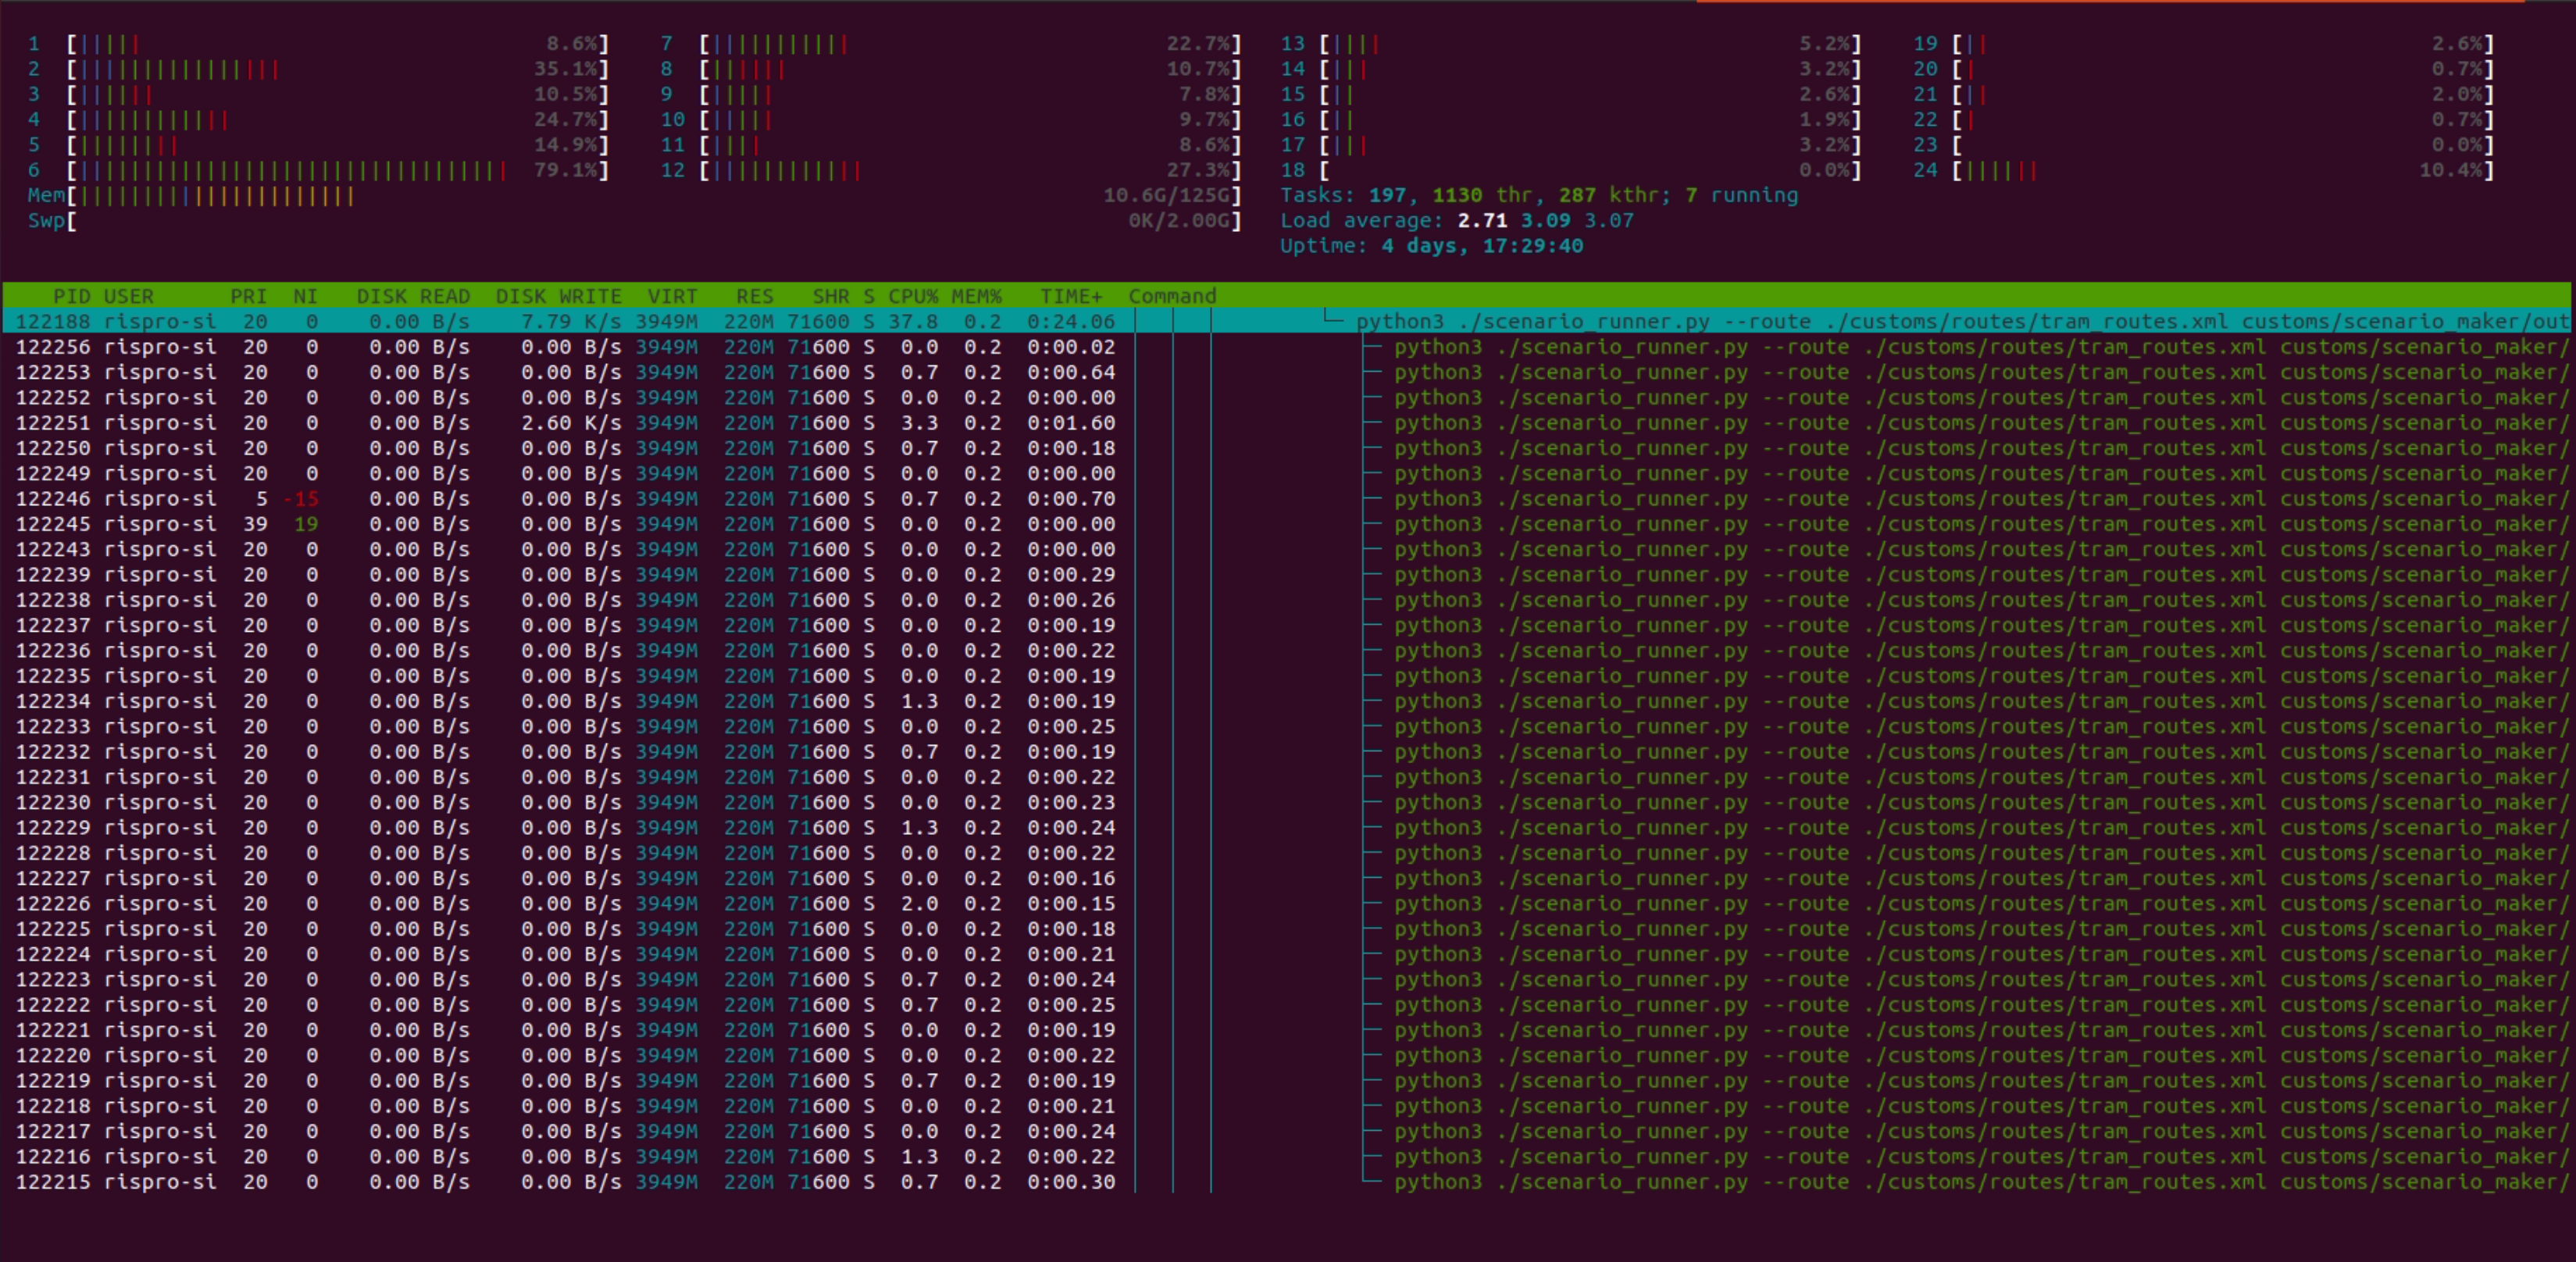 1 [||||| 8.6%] 7 [||||||||||| 22.7%] 13 [|||| 5.2%] 19 [|| 2.6%]
2 [|||||||||||||||| 35.1%] 8 [|||||| 10.7%] 14 [||| 3.2%] 20 [| 0.7%]
3 [|||||| 10.5%] 9 [||||| 7.8%] 15 [|| 2.6%] 21 [|| 2.0%]
4 [|||||||||||| 24.7%] 10 [||||| 9.7%] 16 [|| 1.9%] 22 [| 0.7%]
5 [|||||||| 14.9%] 11 [|||| 8.6%] 17 [||| 3.2%] 23 [ 0.0%]
6 [|||||||||||||||||||||||||||||||||| 79.1%] 12 [|||||||||||| 27.3%] 18 [ 0.0%] 24 [|||||| 10.4%]
Mem[|||||||||||||||||||||| 10.6G/125G] Tasks: 197, 1130 thr, 287 kthr; 7 running
Swp[ 0K/2.00G] Load average: 2.71 3.09 3.07
Uptime: 4 days, 17:29:40
PID USER PRI NI DISK READ DISK WRITE VIRT RES SHR S CPU% MEM% TIME+ Command
122188 rispro-si 20 0 0.00 B/s 7.79 K/s 3949M 220M 71600 S 37.8 0.2 0:24.06 python3 ./scenario_runner.py --route ./customs/routes/tram_routes.xml customs/scenario_maker/out
122256 rispro-si 20 0 0.00 B/s 0.00 B/s 3949M 220M 71600 S 0.0 0.2 0:00.02 python3 ./scenario_runner.py --route ./customs/routes/tram_routes.xml customs/scenario_maker/
122253 rispro-si 20 0 0.00 B/s 0.00 B/s 3949M 220M 71600 S 0.7 0.2 0:00.64 python3 ./scenario_runner.py --route ./customs/routes/tram_routes.xml customs/scenario_maker/
122252 rispro-si 20 0 0.00 B/s 0.00 B/s 3949M 220M 71600 S 0.0 0.2 0:00.00 python3 ./scenario_runner.py --route ./customs/routes/tram_routes.xml customs/scenario_maker/
122251 rispro-si 20 0 0.00 B/s 2.60 K/s 3949M 220M 71600 S 3.3 0.2 0:01.60 python3 ./scenario_runner.py --route ./customs/routes/tram_routes.xml customs/scenario_maker/
122250 rispro-si 20 0 0.00 B/s 0.00 B/s 3949M 220M 71600 S 0.7 0.2 0:00.18 python3 ./scenario_runner.py --route ./customs/routes/tram_routes.xml customs/scenario_maker/
122249 rispro-si 20 0 0.00 B/s 0.00 B/s 3949M 220M 71600 S 0.0 0.2 0:00.00 python3 ./scenario_runner.py --route ./customs/routes/tram_routes.xml customs/scenario_maker/
122246 rispro-si 5 -15 0.00 B/s 0.00 B/s 3949M 220M 71600 S 0.7 0.2 0:00.70 python3 ./scenario_runner.py --route ./customs/routes/tram_routes.xml customs/scenario_maker/
122245 rispro-si 39 19 0.00 B/s 0.00 B/s 3949M 220M 71600 S 0.0 0.2 0:00.00 python3 ./scenario_runner.py --route ./customs/routes/tram_routes.xml customs/scenario_maker/
122243 rispro-si 20 0 0.00 B/s 0.00 B/s 3949M 220M 71600 S 0.0 0.2 0:00.00 python3 ./scenario_runner.py --route ./customs/routes/tram_routes.xml customs/scenario_maker/
122239 rispro-si 20 0 0.00 B/s 0.00 B/s 3949M 220M 71600 S 0.0 0.2 0:00.29 python3 ./scenario_runner.py --route ./customs/routes/tram_routes.xml customs/scenario_maker/
122238 rispro-si 20 0 0.00 B/s 0.00 B/s 3949M 220M 71600 S 0.0 0.2 0:00.26 python3 ./scenario_runner.py --route ./customs/routes/tram_routes.xml customs/scenario_maker/
122237 rispro-si 20 0 0.00 B/s 0.00 B/s 3949M 220M 71600 S 0.0 0.2 0:00.19 python3 ./scenario_runner.py --route ./customs/routes/tram_routes.xml customs/scenario_maker/
122236 rispro-si 20 0 0.00 B/s 0.00 B/s 3949M 220M 71600 S 0.0 0.2 0:00.22 python3 ./scenario_runner.py --route ./customs/routes/tram_routes.xml customs/scenario_maker/
122235 rispro-si 20 0 0.00 B/s 0.00 B/s 3949M 220M 71600 S 0.0 0.2 0:00.19 python3 ./scenario_runner.py --route ./customs/routes/tram_routes.xml customs/scenario_maker/
122234 rispro-si 20 0 0.00 B/s 0.00 B/s 3949M 220M 71600 S 1.3 0.2 0:00.19 python3 ./scenario_runner.py --route ./customs/routes/tram_routes.xml customs/scenario_maker/
122233 rispro-si 20 0 0.00 B/s 0.00 B/s 3949M 220M 71600 S 0.0 0.2 0:00.25 python3 ./scenario_runner.py --route ./customs/routes/tram_routes.xml customs/scenario_maker/
122232 rispro-si 20 0 0.00 B/s 0.00 B/s 3949M 220M 71600 S 0.7 0.2 0:00.19 python3 ./scenario_runner.py --route ./customs/routes/tram_routes.xml customs/scenario_maker/
122231 rispro-si 20 0 0.00 B/s 0.00 B/s 3949M 220M 71600 S 0.0 0.2 0:00.22 python3 ./scenario_runner.py --route ./customs/routes/tram_routes.xml customs/scenario_maker/
122230 rispro-si 20 0 0.00 B/s 0.00 B/s 3949M 220M 71600 S 0.0 0.2 0:00.23 python3 ./scenario_runner.py --route ./customs/routes/tram_routes.xml customs/scenario_maker/
122229 rispro-si 20 0 0.00 B/s 0.00 B/s 3949M 220M 71600 S 1.3 0.2 0:00.24 python3 ./scenario_runner.py --route ./customs/routes/tram_routes.xml customs/scenario_maker/
122228 rispro-si 20 0 0.00 B/s 0.00 B/s 3949M 220M 71600 S 0.0 0.2 0:00.22 python3 ./scenario_runner.py --route ./customs/routes/tram_routes.xml customs/scenario_maker/
122227 rispro-si 20 0 0.00 B/s 0.00 B/s 3949M 220M 71600 S 0.0 0.2 0:00.16 python3 ./scenario_runner.py --route ./customs/routes/tram_routes.xml customs/scenario_maker/
122226 rispro-si 20 0 0.00 B/s 0.00 B/s 3949M 220M 71600 S 2.0 0.2 0:00.15 python3 ./scenario_runner.py --route ./customs/routes/tram_routes.xml customs/scenario_maker/
122225 rispro-si 20 0 0.00 B/s 0.00 B/s 3949M 220M 71600 S 0.0 0.2 0:00.18 python3 ./scenario_runner.py --route ./customs/routes/tram_routes.xml customs/scenario_maker/
122224 rispro-si 20 0 0.00 B/s 0.00 B/s 3949M 220M 71600 S 0.0 0.2 0:00.21 python3 ./scenario_runner.py --route ./customs/routes/tram_routes.xml customs/scenario_maker/
122223 rispro-si 20 0 0.00 B/s 0.00 B/s 3949M 220M 71600 S 0.7 0.2 0:00.24 python3 ./scenario_runner.py --route ./customs/routes/tram_routes.xml customs/scenario_maker/
122222 rispro-si 20 0 0.00 B/s 0.00 B/s 3949M 220M 71600 S 0.7 0.2 0:00.25 python3 ./scenario_runner.py --route ./customs/routes/tram_routes.xml customs/scenario_maker/
122221 rispro-si 20 0 0.00 B/s 0.00 B/s 3949M 220M 71600 S 0.0 0.2 0:00.19 python3 ./scenario_runner.py --route ./customs/routes/tram_routes.xml customs/scenario_maker/
122220 rispro-si 20 0 0.00 B/s 0.00 B/s 3949M 220M 71600 S 0.0 0.2 0:00.22 python3 ./scenario_runner.py --route ./customs/routes/tram_routes.xml customs/scenario_maker/
122219 rispro-si 20 0 0.00 B/s 0.00 B/s 3949M 220M 71600 S 0.7 0.2 0:00.19 python3 ./scenario_runner.py --route ./customs/routes/tram_routes.xml customs/scenario_maker/
122218 rispro-si 20 0 0.00 B/s 0.00 B/s 3949M 220M 71600 S 0.0 0.2 0:00.21 python3 ./scenario_runner.py --route ./customs/routes/tram_routes.xml customs/scenario_maker/
122217 rispro-si 20 0 0.00 B/s 0.00 B/s 3949M 220M 71600 S 0.0 0.2 0:00.24 python3 ./scenario_runner.py --route ./customs/routes/tram_routes.xml customs/scenario_maker/
122216 rispro-si 20 0 0.00 B/s 0.00 B/s 3949M 220M 71600 S 1.3 0.2 0:00.22 python3 ./scenario_runner.py --route ./customs/routes/tram_routes.xml customs/scenario_maker/
122215 rispro-si 20 0 0.00 B/s 0.00 B/s 3949M 220M 71600 S 0.7 0.2 0:00.30 python3 ./scenario_runner.py --route ./customs/routes/tram_routes.xml customs/scenario_maker/